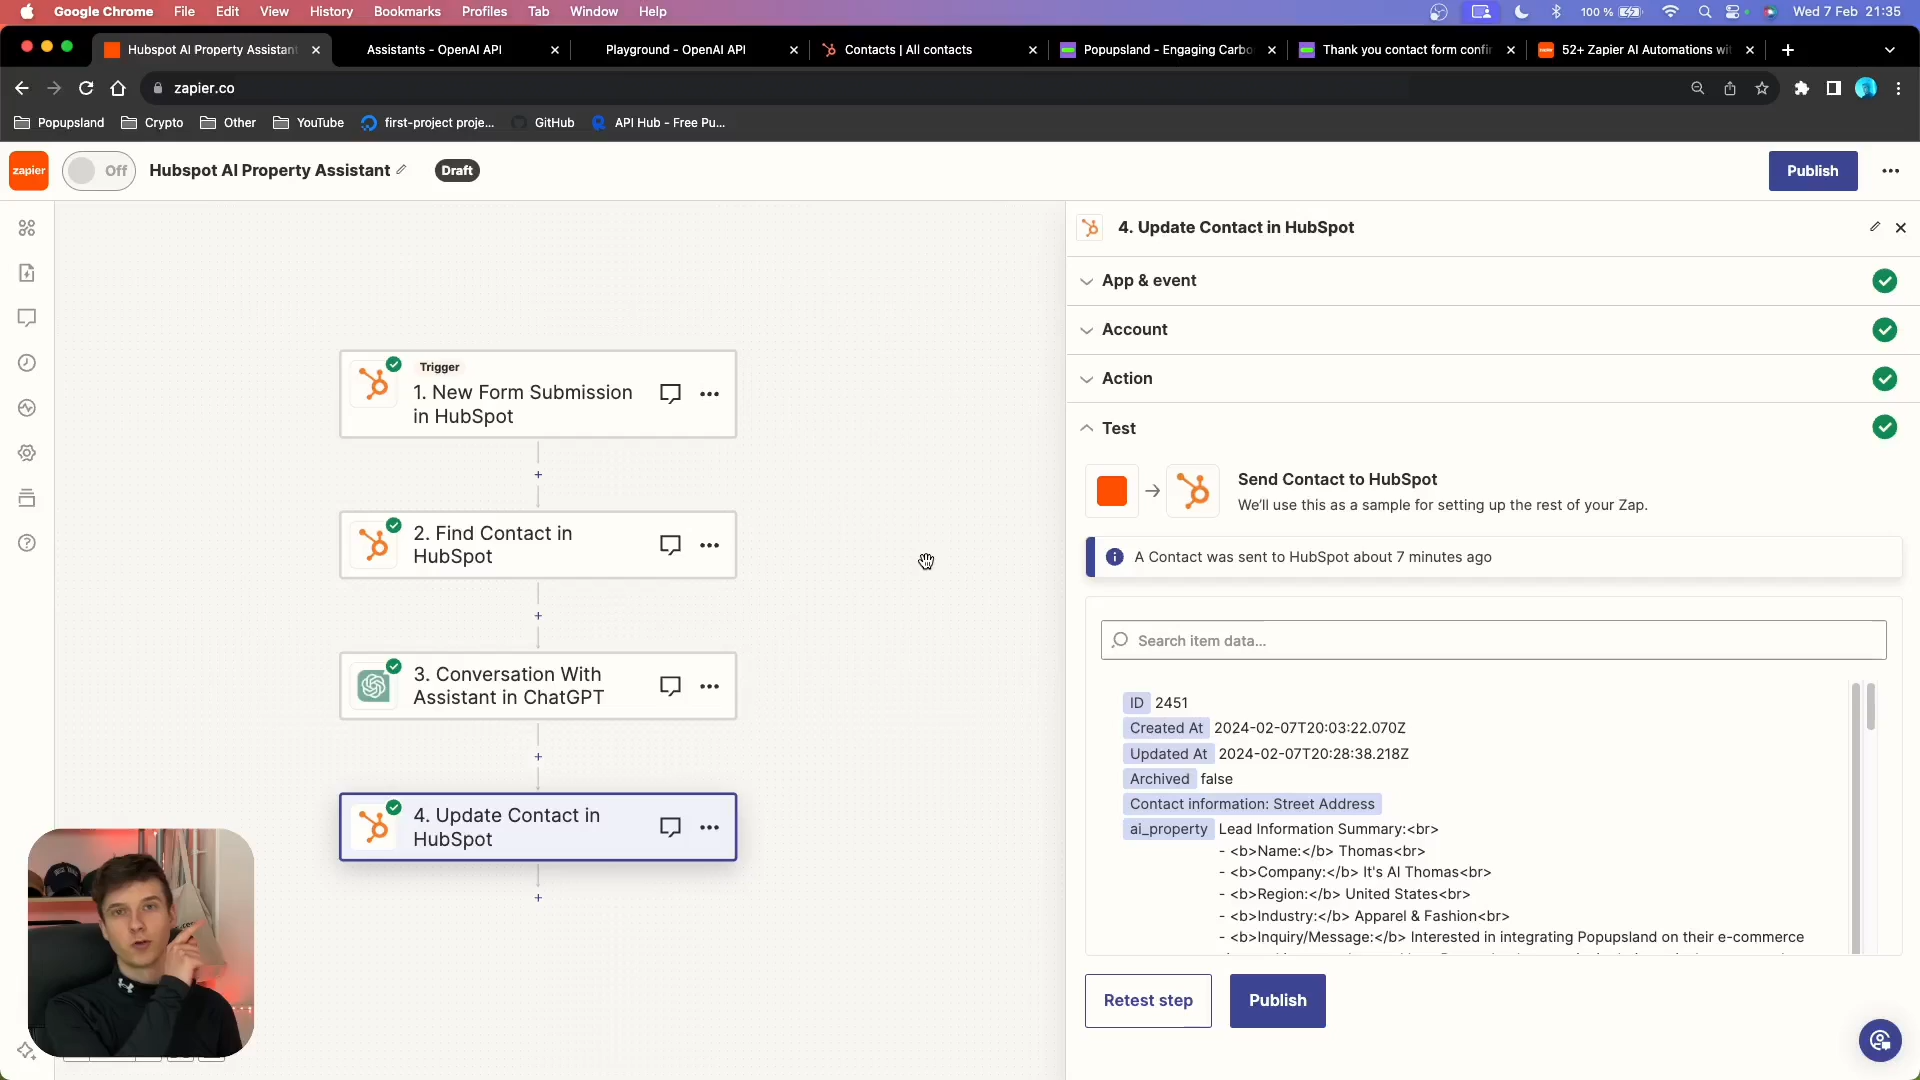 Google Chrome File Edit View History Bookmarks Profiles Tab Window Help
100 % Wed 7 Feb 21:35
Hubspot AI Property Assistant
Assistants - OpenAI API
Playground - OpenAI API
Contacts | All contacts
Popupsland - Engaging Carbo
Thank you contact form confir
52+ Zapier AI Automations wit
zapier.co
Popupsland
Crypto
Other
YouTube
first-project proje...
GitHub
API Hub - Free Pu...
zapier
Off
Hubspot AI Property Assistant
Draft
Publish
Trigger
1. New Form Submission
in HubSpot
2. Find Contact in
HubSpot
3. Conversation With
Assistant in ChatGPT
4. Update Contact in
HubSpot
4. Update Contact in HubSpot
App & event
Account
Action
Test
Send Contact to HubSpot
We'll use this as a sample for setting up the rest of your Zap.
A Contact was sent to HubSpot about 7 minutes ago
Search item data...
ID 2451
Created At 2024-02-07T20:03:22.070Z
Updated At 2024-02-07T20:28:38.218Z
Archived false
Contact information: Street Address
ai_property Lead Information Summary:<br>
- <b>Name:</b> Thomas<br>
- <b>Company:</b> It's AI Thomas<br>
- <b>Region:</b> United States<br>
- <b>Industry:</b> Apparel & Fashion<br>
- <b>Inquiry/Message:</b> Interested in integrating Popupsland on their e-commerce
Retest step
Publish